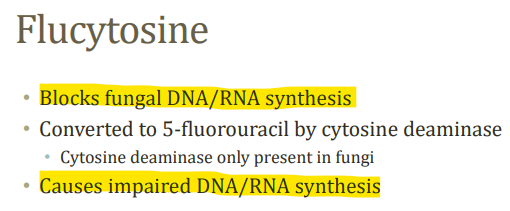 Flucytosine
• Blocks fungal DNA/RNA synthesis
• Converted to 5-fluorouracil by cytosine deaminase
• Cytosine deaminase only present in fungi
• Causes impaired DNA/RNA synthesis